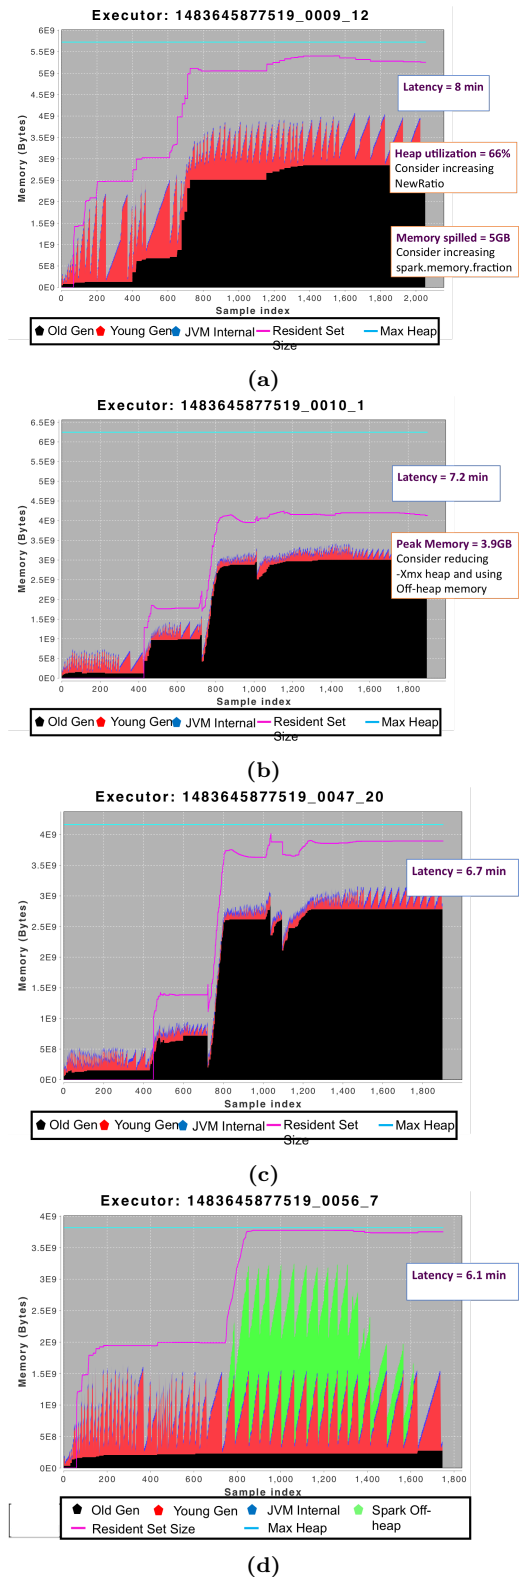 Executor: 1483645877519_0009_12
6E9
5.5E9
5E9
4.5E9
4E9
3.5E9
3E9
2.5E9
2E9
1.5E9
1E9
5E8
0E0
Memory (Bytes)
Latency = 8 min
Heap utilization = 66%
Consider increasing
NewRatio
Memory spilled = 5GB
Consider increasing
spark.memory.fraction
0 200 400 600 800 1,000 1,200 1,400 1,600 1,800 2,000
Sample index
Old Gen Young Gen JVM Internal Resident Set Size Max Heap
(a)
Executor: 1483645877519_0010_1
6.5E9
6E9
5.5E9
5E9
4.5E9
4E9
3.5E9
3E9
2.5E9
2E9
1.5E9
1E9
5E8
0E0
Memory (Bytes)
Latency = 7.2 min
Peak Memory = 3.9GB
Consider reducing
-Xmx heap and using
Off-heap memory
0 200 400 600 800 1,000 1,200 1,400 1,600 1,800
Sample index
Old Gen Young Gen JVM Internal Resident Set Size Max Heap
(b)
Executor: 1483645877519_0047_20
4E9
3.5E9
3E9
2.5E9
2E9
1.5E9
1E9
5E8
0E0
Memory (Bytes)
Latency = 6.7 min
0 200 400 600 800 1,000 1,200 1,400 1,600 1,800
Sample index
Old Gen Young Gen JVM Internal Resident Set Size Max Heap
(c)
Executor: 1483645877519_0056_7
4E9
3.5E9
3E9
2.5E9
2E9
1.5E9
1E9
5E8
0E0
Memory (Bytes)
Latency = 6.1 min
0 200 400 600 800 1,000 1,200 1,400 1,600 1,800
Sample index
Old Gen Young Gen JVM Internal Spark Off-heap
Resident Set Size Max Heap
(d)